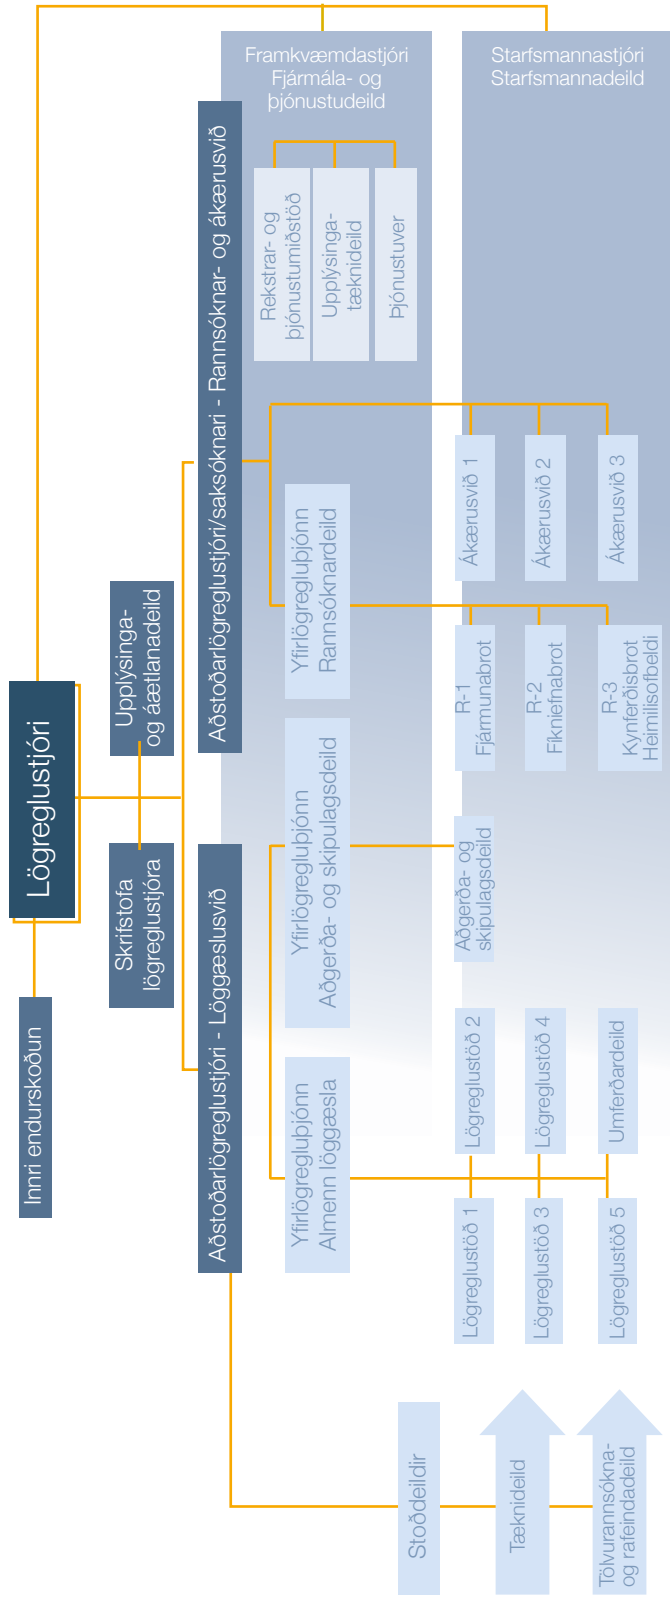 Lögreglustjóri
Innri endurskoðun
Skrifstofa
lögreglustjóra
Upplýsinga-
og áætlanadeild
Aðstoðarlögreglustjóri - Löggæslusvið
Aðstoðarlögreglustjóri/saksóknari - Rannsóknar- og ákærusvið
Framkvæmdastjóri
Fjármála- og
þjónustudeild
Rekstrar- og
þjónustumiðstöð
Upplýsinga-
tæknideild
Þjónustuver
Starfsmannastjóri
Starfsmannadeild
Yfirlögregluþjónn
Almenn löggæsla
Yfirlögregluþjónn
Aðgerða- og skipulagsdeild
Yfirlögregluþjónn
Rannsóknardeild
Stoðdeildir
Tæknideild
Tölvurannsókna-
og rafeindadeild
Lögreglustöð 1
Lögreglustöð 2
Lögreglustöð 3
Lögreglustöð 4
Lögreglustöð 5
Umferðardeild
Aðgerða- og
skipulagsdeild
R-1
Fjármunabrot
R-2
Fíkniefnabrot
R-3
Kynferðisbrot
Heimilisofbeldi
Ákærusvið 1
Ákærusvið 2
Ákærusvið 3